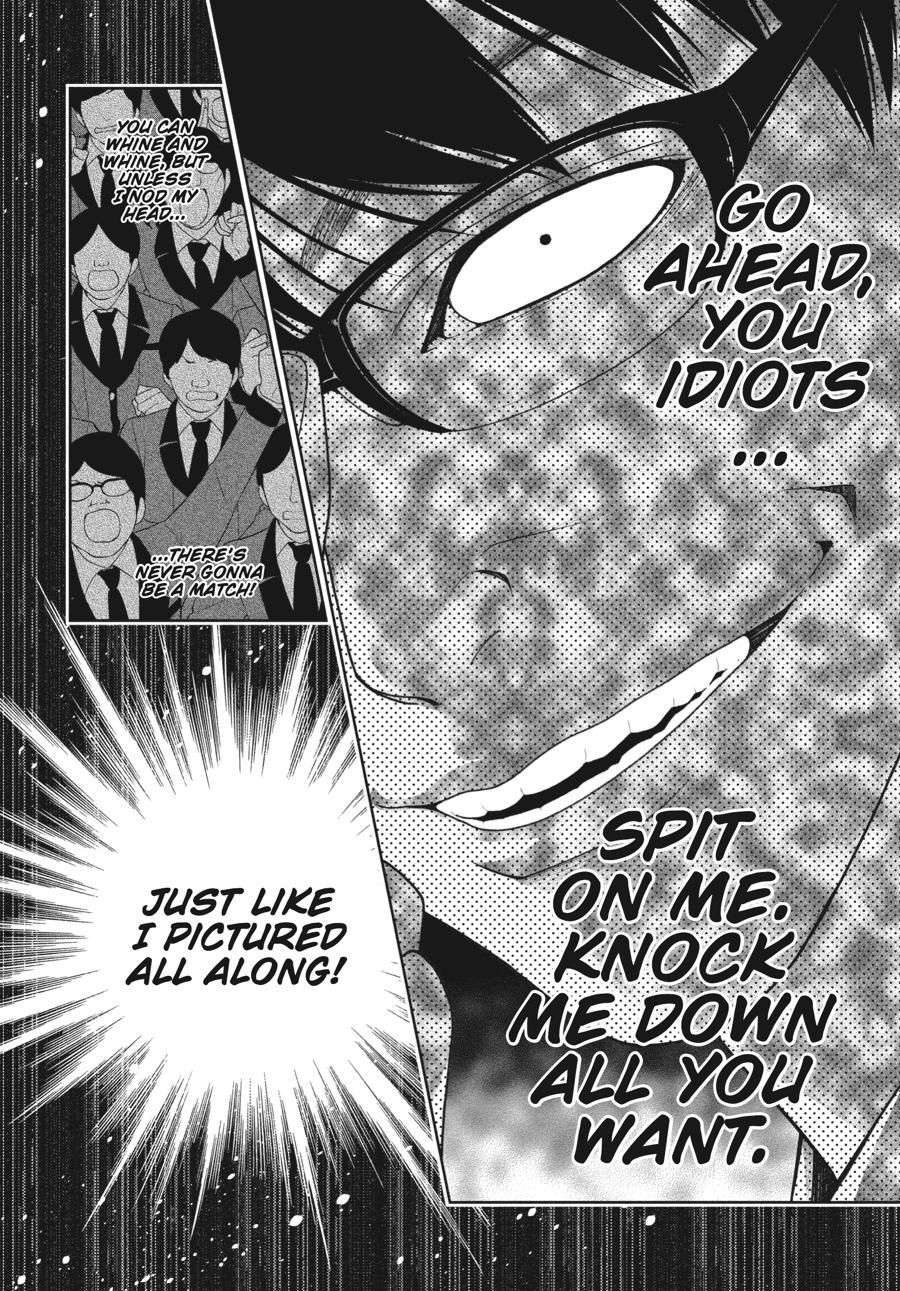 GO
AHEAD,
YOU
IDIOTS
...
SPIT
ON ME.
KNOCK
ME DOWN
ALL YOU
WANT.
YOU CAN
WHINE AND
WHINE, BUT
UNLESS
I NOD MY
HEAD...
...THERE'S
NEVER GONNA
BE A MATCH!
JUST LIKE
I PICTURED
ALL ALONG!